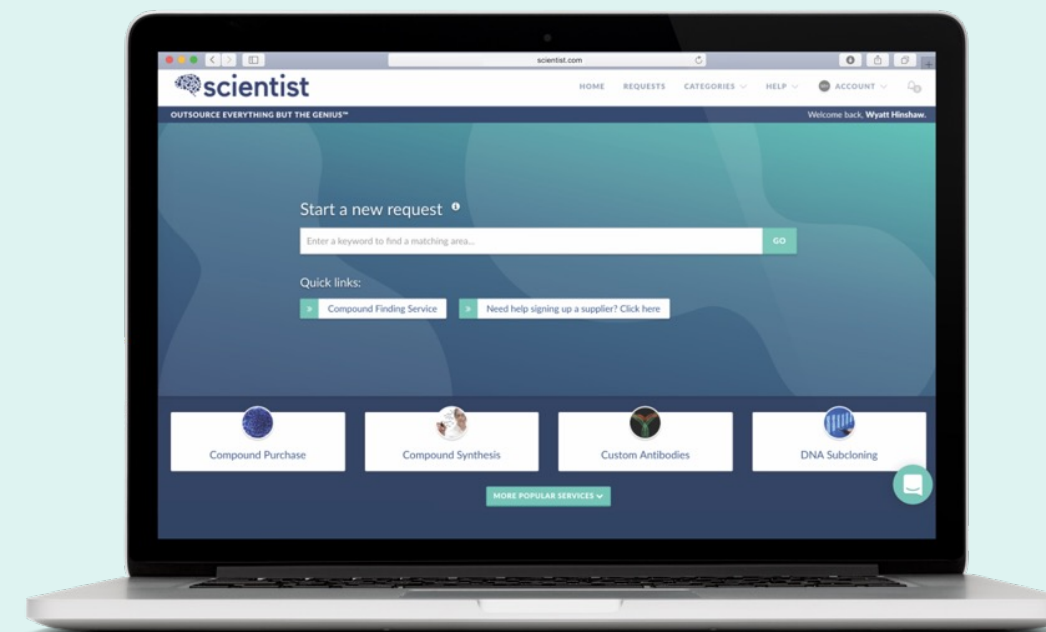 scientist.com
scientist
HOME REQUESTS CATEGORIES HELP ACCOUNT
OUTSOURCE EVERYTHING BUT THE GENIUS™
Welcome back, Wyatt Hinshaw.
Start a new request
Enter a keyword to find a matching area...
GO
Quick links:
» Compound Finding Service
» Need help signing up a supplier? Click here
Compound Purchase
Compound Synthesis
Custom Antibodies
DNA Subcloning
MORE POPULAR SERVICES